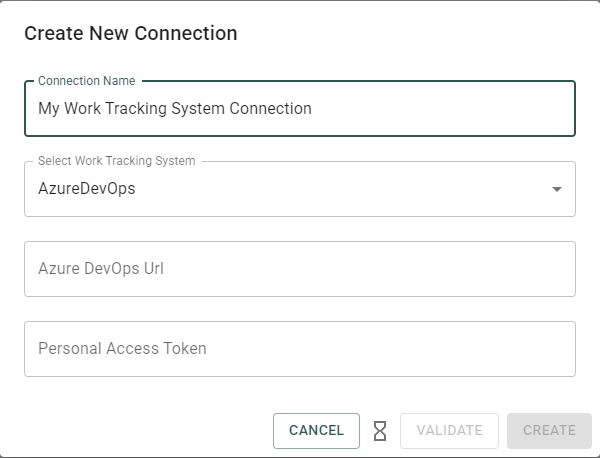 Create New Connection
Connection Name
My Work Tracking System Connection
Select Work Tracking System
AzureDevOps
Azure DevOps Url
Personal Access Token
CANCEL VALIDATE CREATE